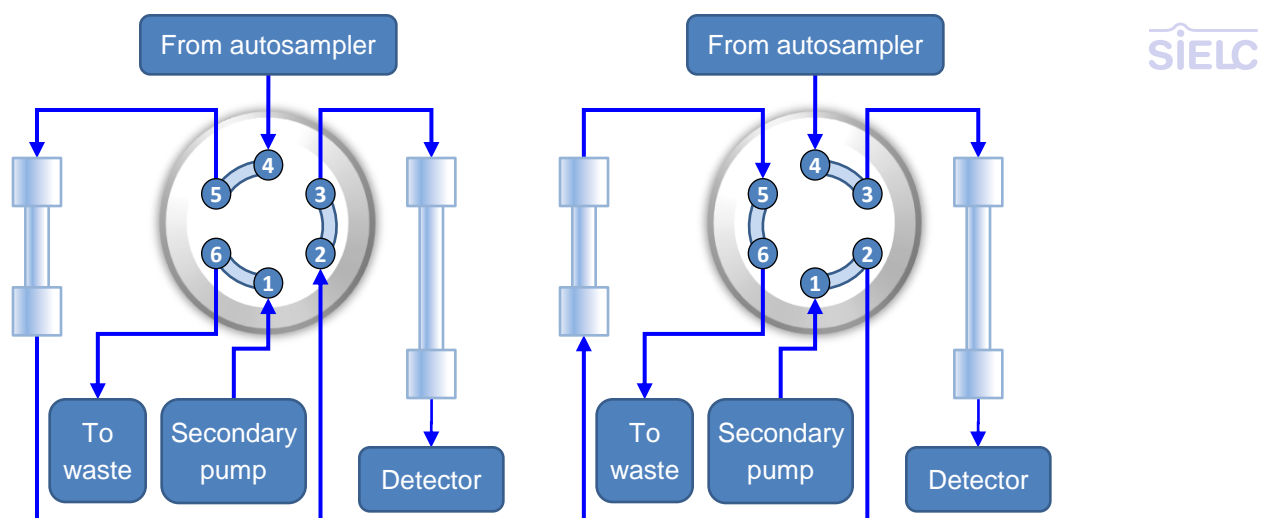 From autosampler
4
5
3
6
2
1
To
waste
Secondary
pump
Detector
From autosampler
4
5
3
6
2
1
To
waste
Secondary
pump
Detector
SiELC